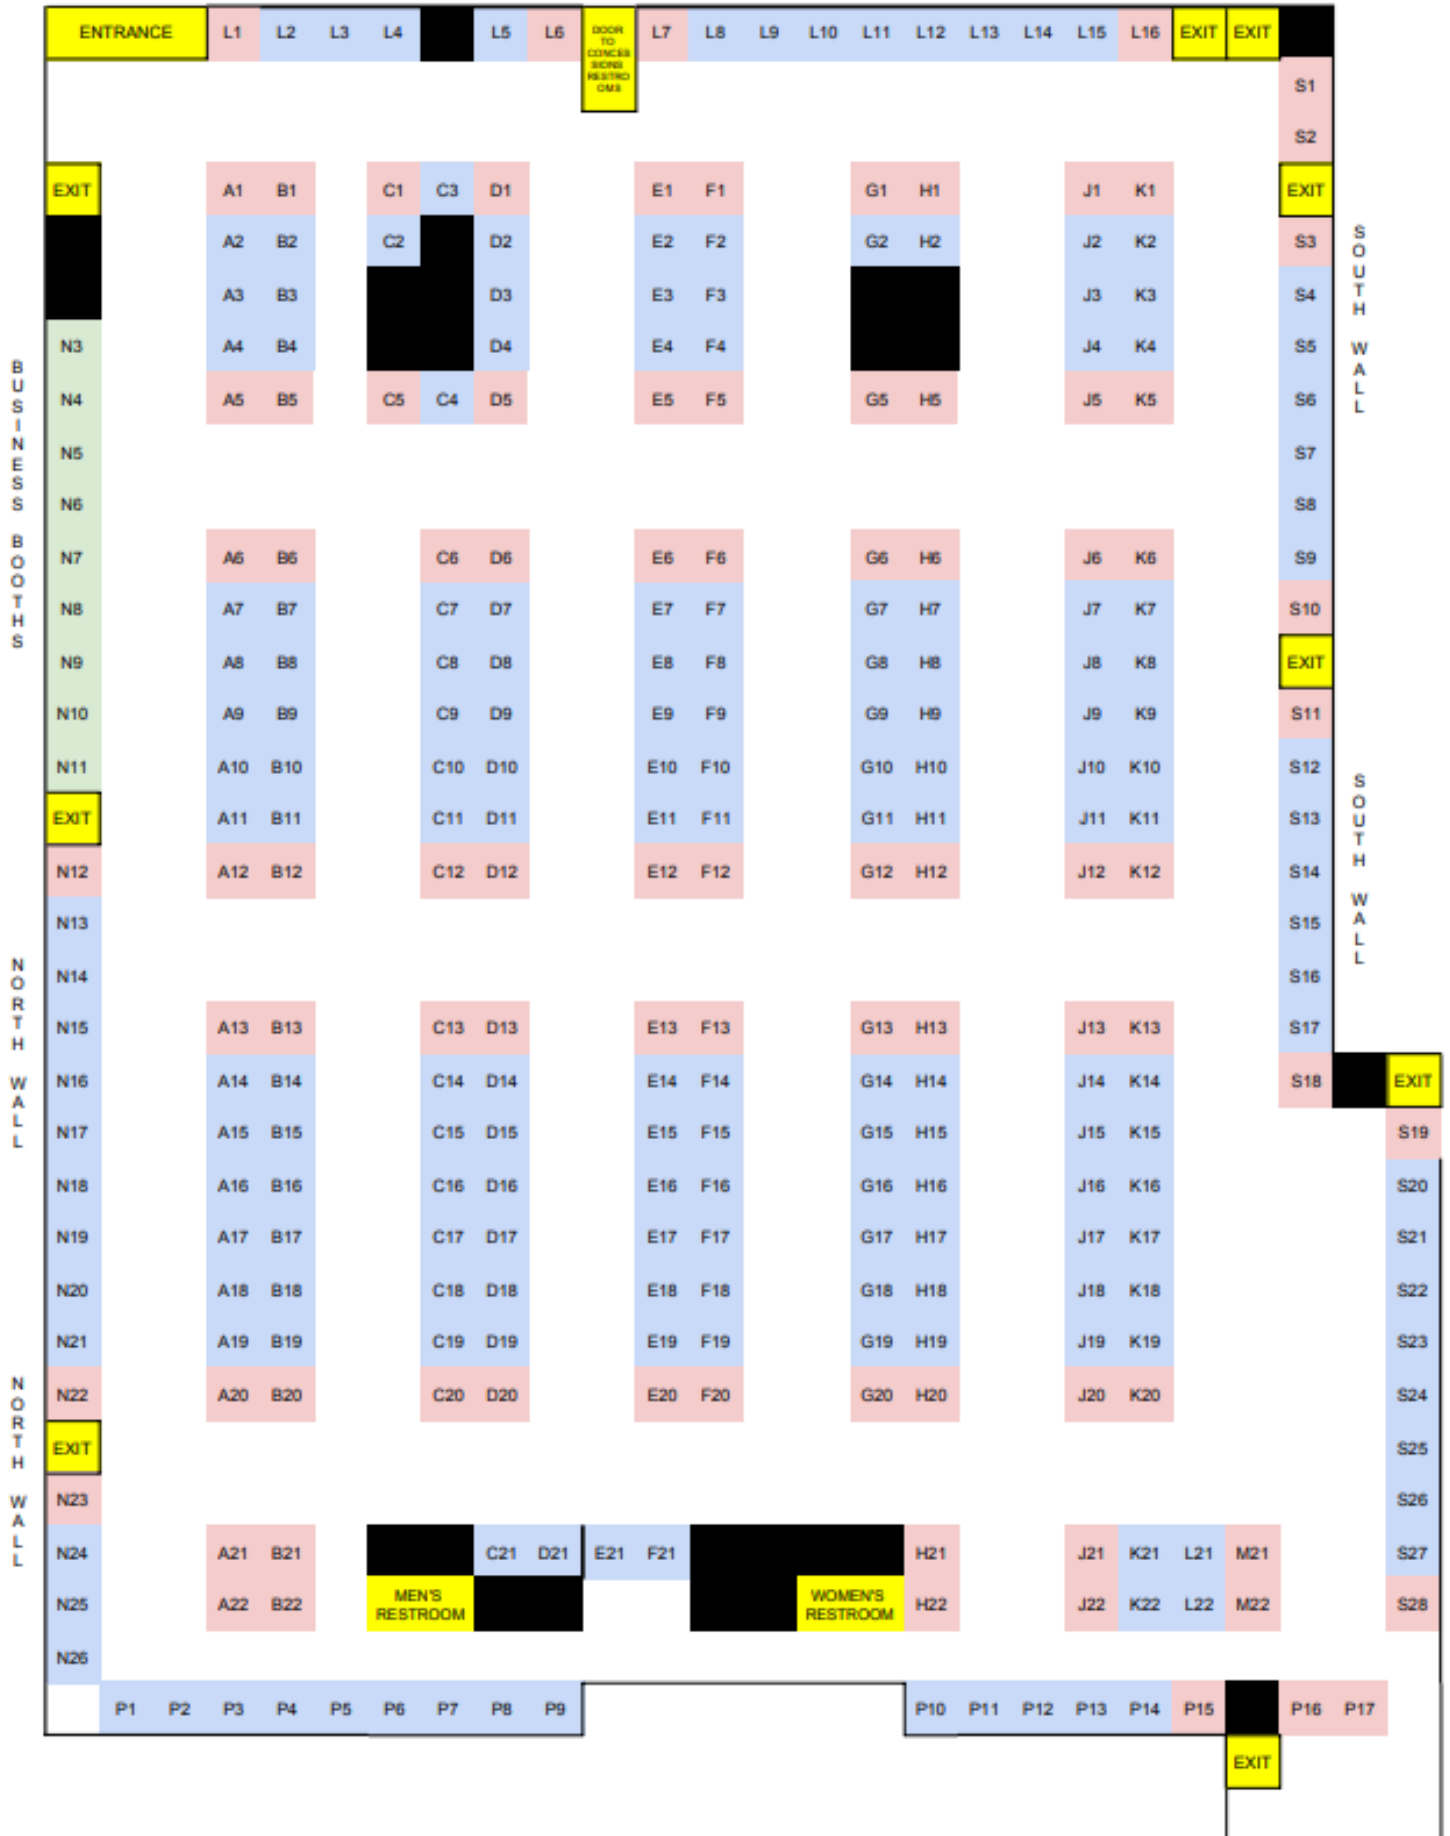 ENTRANCE L1 L2 L3 L4 L5 L6 DOOR TO CONCES SIONS RESTRO OMS L7 L8 L9 L10 L11 L12 L13 L14 L15 L16 EXIT EXIT
S1
S2
EXIT A1 B1 C1 C3 D1 E1 F1 G1 H1 J1 K1 EXIT
A2 B2 C2 D2 E2 F2 G2 H2 J2 K2 S3
A3 B3 D3 E3 F3 J3 K3 S4
N3 A4 B4 D4 E4 F4 J4 K4 S5
N4 A5 B5 C5 C4 D5 E5 F5 G5 H5 J5 K5 S6
N5 S7
N6 S8
N7 A6 B6 C6 D6 E6 F6 G6 H6 J6 K6 S9
N8 A7 B7 C7 D7 E7 F7 G7 H7 J7 K7 S10
N9 A8 B8 C8 D8 E8 F8 G8 H8 J8 K8 EXIT
N10 A9 B9 C9 D9 E9 F9 G9 H9 J9 K9 S11
N11 A10 B10 C10 D10 E10 F10 G10 H10 J10 K10 S12
EXIT A11 B11 C11 D11 E11 F11 G11 H11 J11 K11 S13
N12 A12 B12 C12 D12 E12 F12 G12 H12 J12 K12 S14
N13 S15
N14 S16
N15 A13 B13 C13 D13 E13 F13 G13 H13 J13 K13 S17
N16 A14 B14 C14 D14 E14 F14 G14 H14 J14 K14 S18 EXIT
N17 A15 B15 C15 D15 E15 F15 G15 H15 J15 K15 S19
N18 A16 B16 C16 D16 E16 F16 G16 H16 J16 K16 S20
N19 A17 B17 C17 D17 E17 F17 G17 H17 J17 K17 S21
N20 A18 B18 C18 D18 E18 F18 G18 H18 J18 K18 S22
N21 A19 B19 C19 D19 E19 F19 G19 H19 J19 K19 S23
N22 A20 B20 C20 D20 E20 F20 G20 H20 J20 K20 S24
EXIT S25
N23 S26
N24 A21 B21 C21 D21 E21 F21 H21 J21 K21 L21 M21 S27
N25 A22 B22 MEN'S RESTROOM WOMEN'S RESTROOM H22 J22 K22 L22 M22 S28
N26
P1 P2 P3 P4 P5 P6 P7 P8 P9 P10 P11 P12 P13 P14 P15 P16 P17
EXIT
BUSINESS BOOTHS
NORTH WALL
NORTH WALL
SOUTH WALL
SOUTH WALL